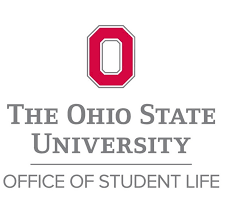 THE OHIO STATE
UNIVERSITY
OFFICE OF STUDENT LIFE